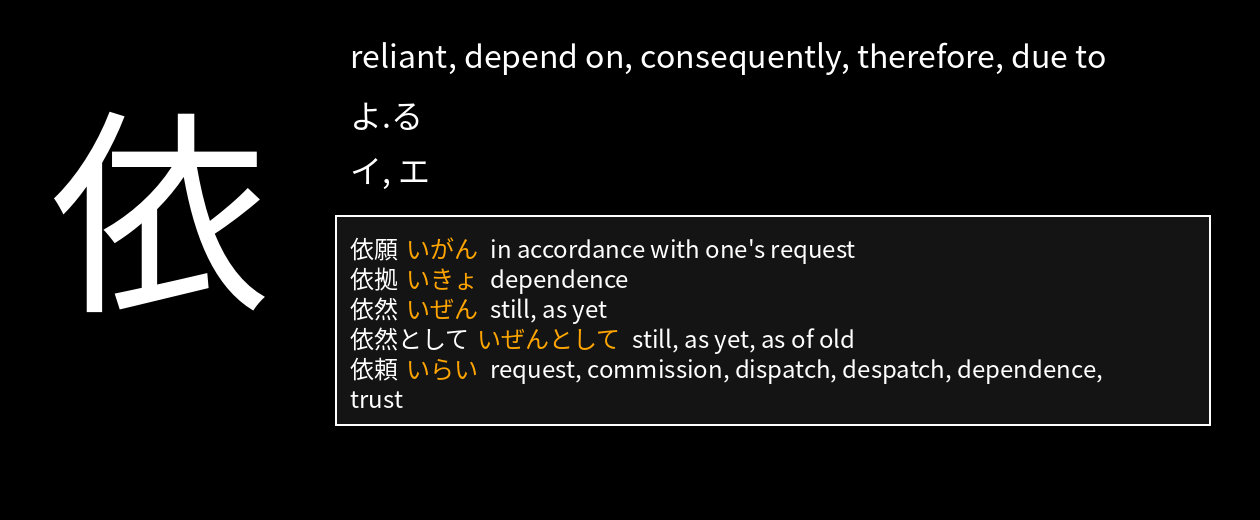 依
reliant, depend on, consequently, therefore, due to
よ.る
イ, エ
依願 いがん in accordance with one's request
依拠 いきょ dependence
依然 いぜん still, as yet
依然として いぜんとして still, as yet, as of old
依頼 いらい request, commission, dispatch, despatch, dependence,
trust